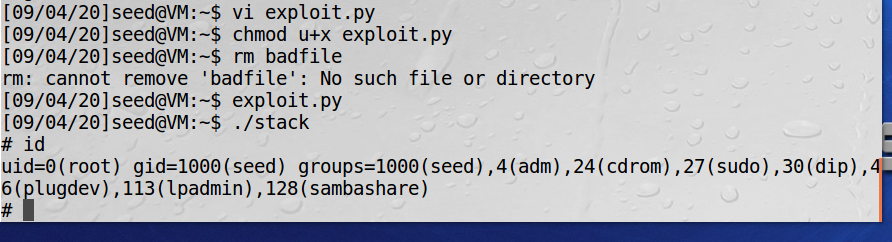 [09/04/20]seed@VM:~$ vi exploit.py
[09/04/20]seed@VM:~$ chmod u+x exploit.py
[09/04/20]seed@VM:~$ rm badfile
rm: cannot remove 'badfile': No such file or directory
[09/04/20]seed@VM:~$ exploit.py
[09/04/20]seed@VM:~$ ./stack
# id
uid=0(root) gid=1000(seed) groups=1000(seed),4(adm),24(cdrom),27(sudo),30(dip),4
6(plugdev),113(lpadmin),128(sambashare)
#